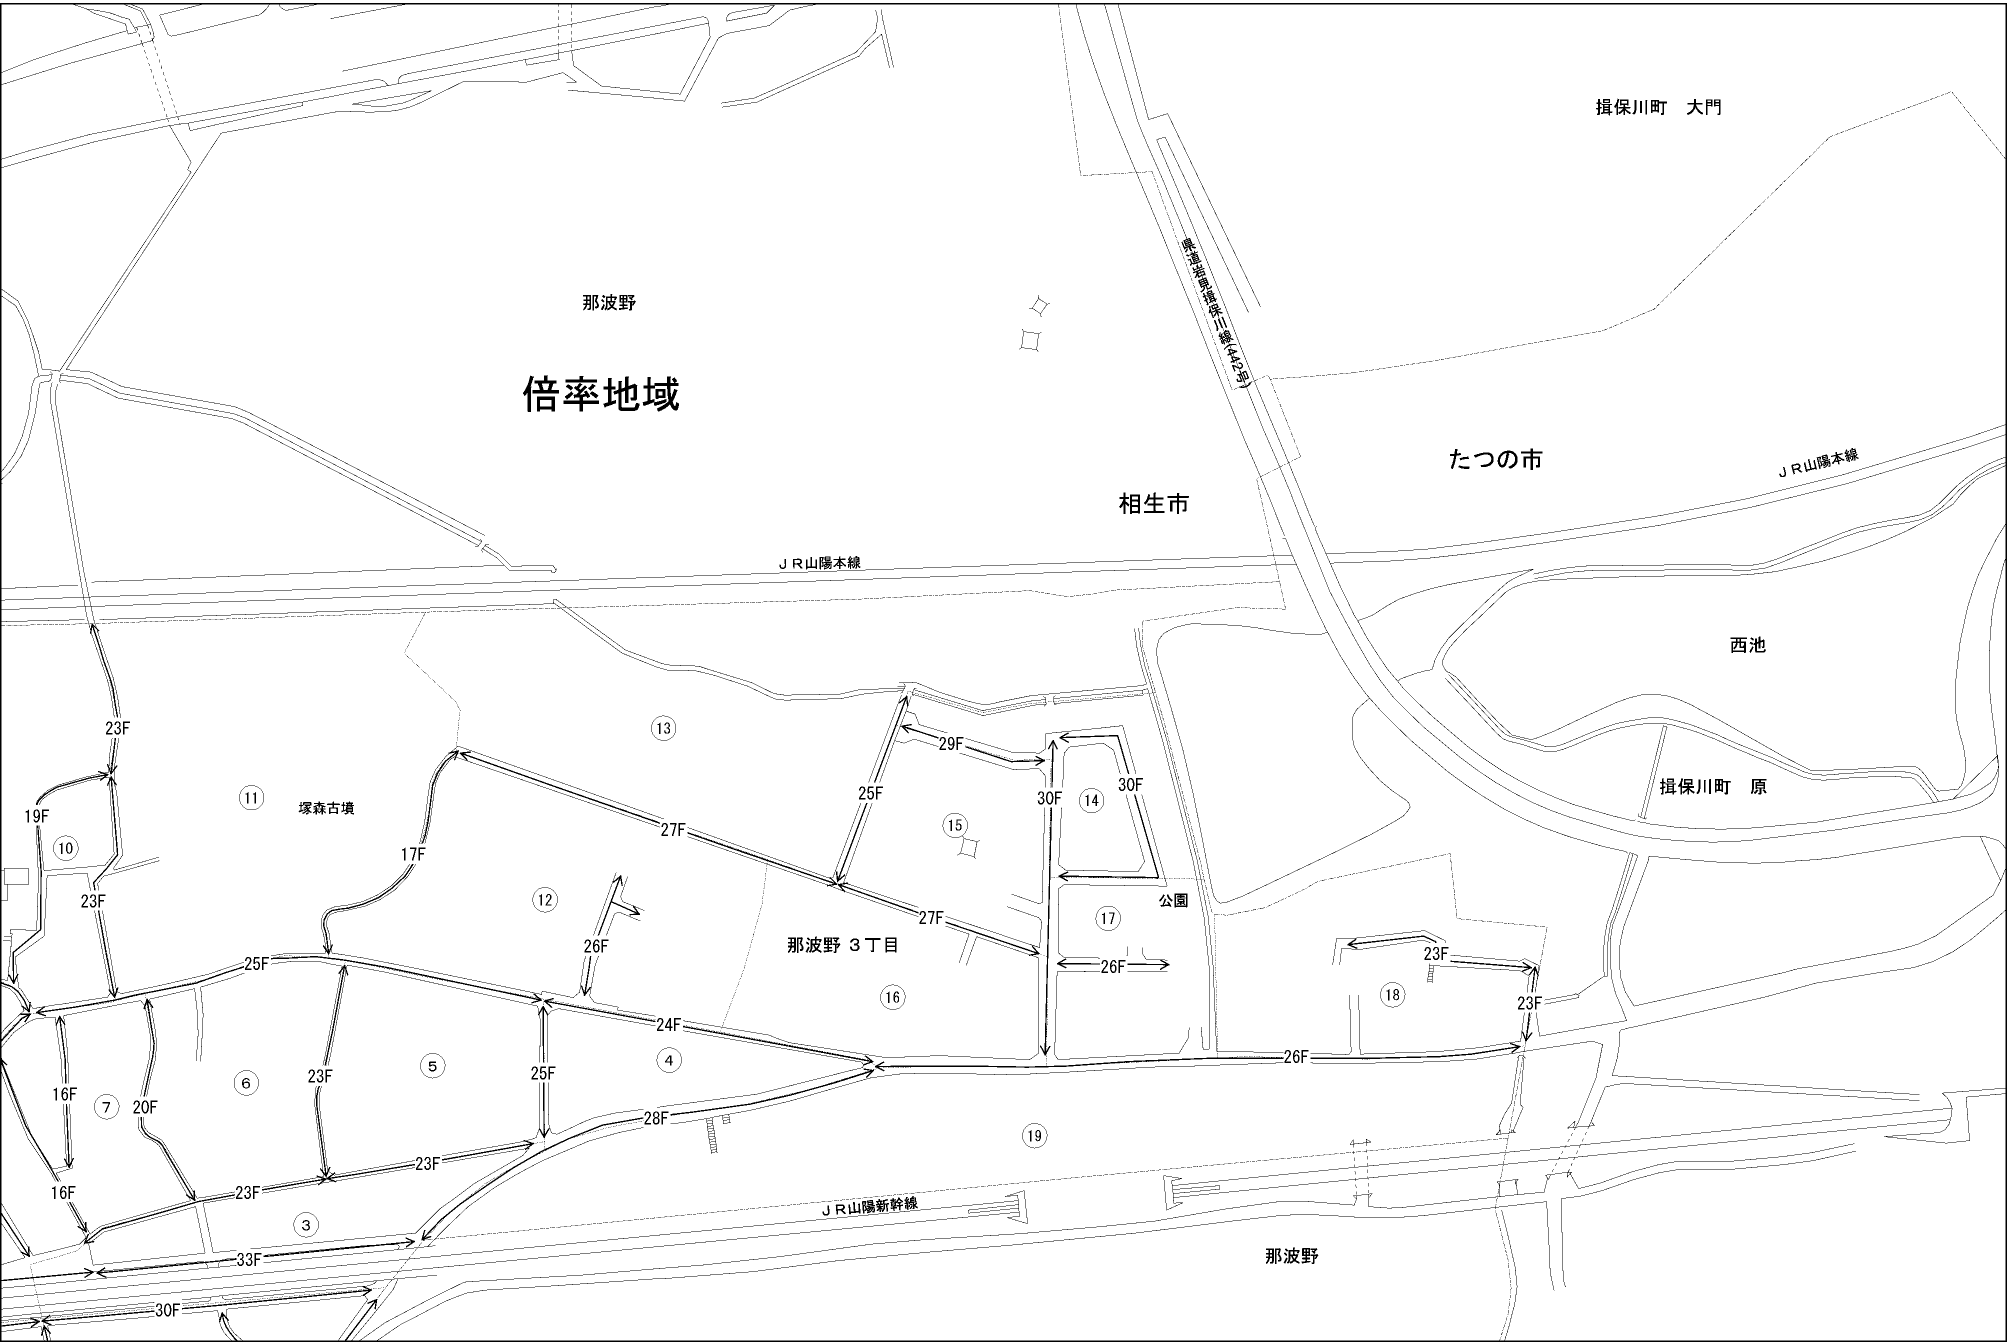 揖保川町　大門
県道岩見揖保川線(442号)
那波野
倍率地域
たつの市
ＪＲ山陽本線
相生市
ＪＲ山陽本線
西池
23F
13
29F
30F
30F
14
25F
揖保川町　原
11
塚森古墳
19F
27F
15
10
17F
23F
12
公園
27F
17
26F
那波野 ３丁目
23F
25F
26F
16
18
23F
24F
26F
4
5
25F
23F
6
16F
7
20F
28F
19
23F
16F
23F
ＪＲ山陽新幹線
3
那波野
33F
30F